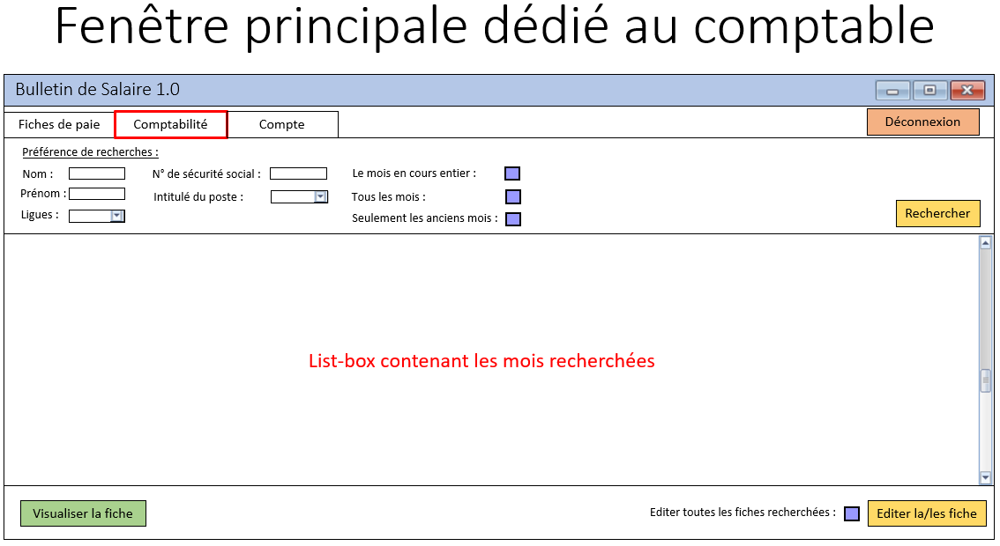 Fenêtre principale dédié au comptable
Bulletin de Salaire 1.0
Fiches de paie Comptabilité Compte Déconnexion
Préférence de recherches :
Nom : N° de sécurité social : Le mois en cours entier :
Prénom : Intitulé du poste : Tous les mois :
Ligues : Seulement les anciens mois :
Rechercher
List-box contenant les mois recherchées
Visualiser la fiche Editer toutes les fiches recherchées : Editer la/les fiche